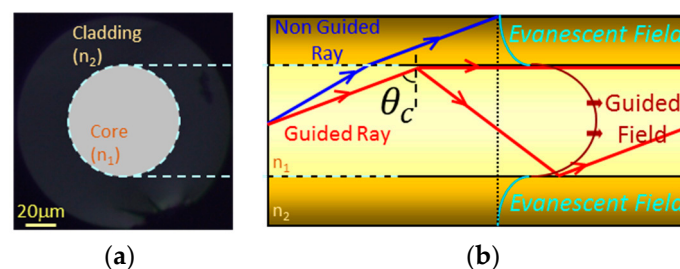 Cladding
(n₂)
Core
(n₁)
20μm
(a)
Non Guided
Ray
Evanescent Field
θc
Guided Ray
Guided
Field
n₁
n₂
Evanescent Field
(b)